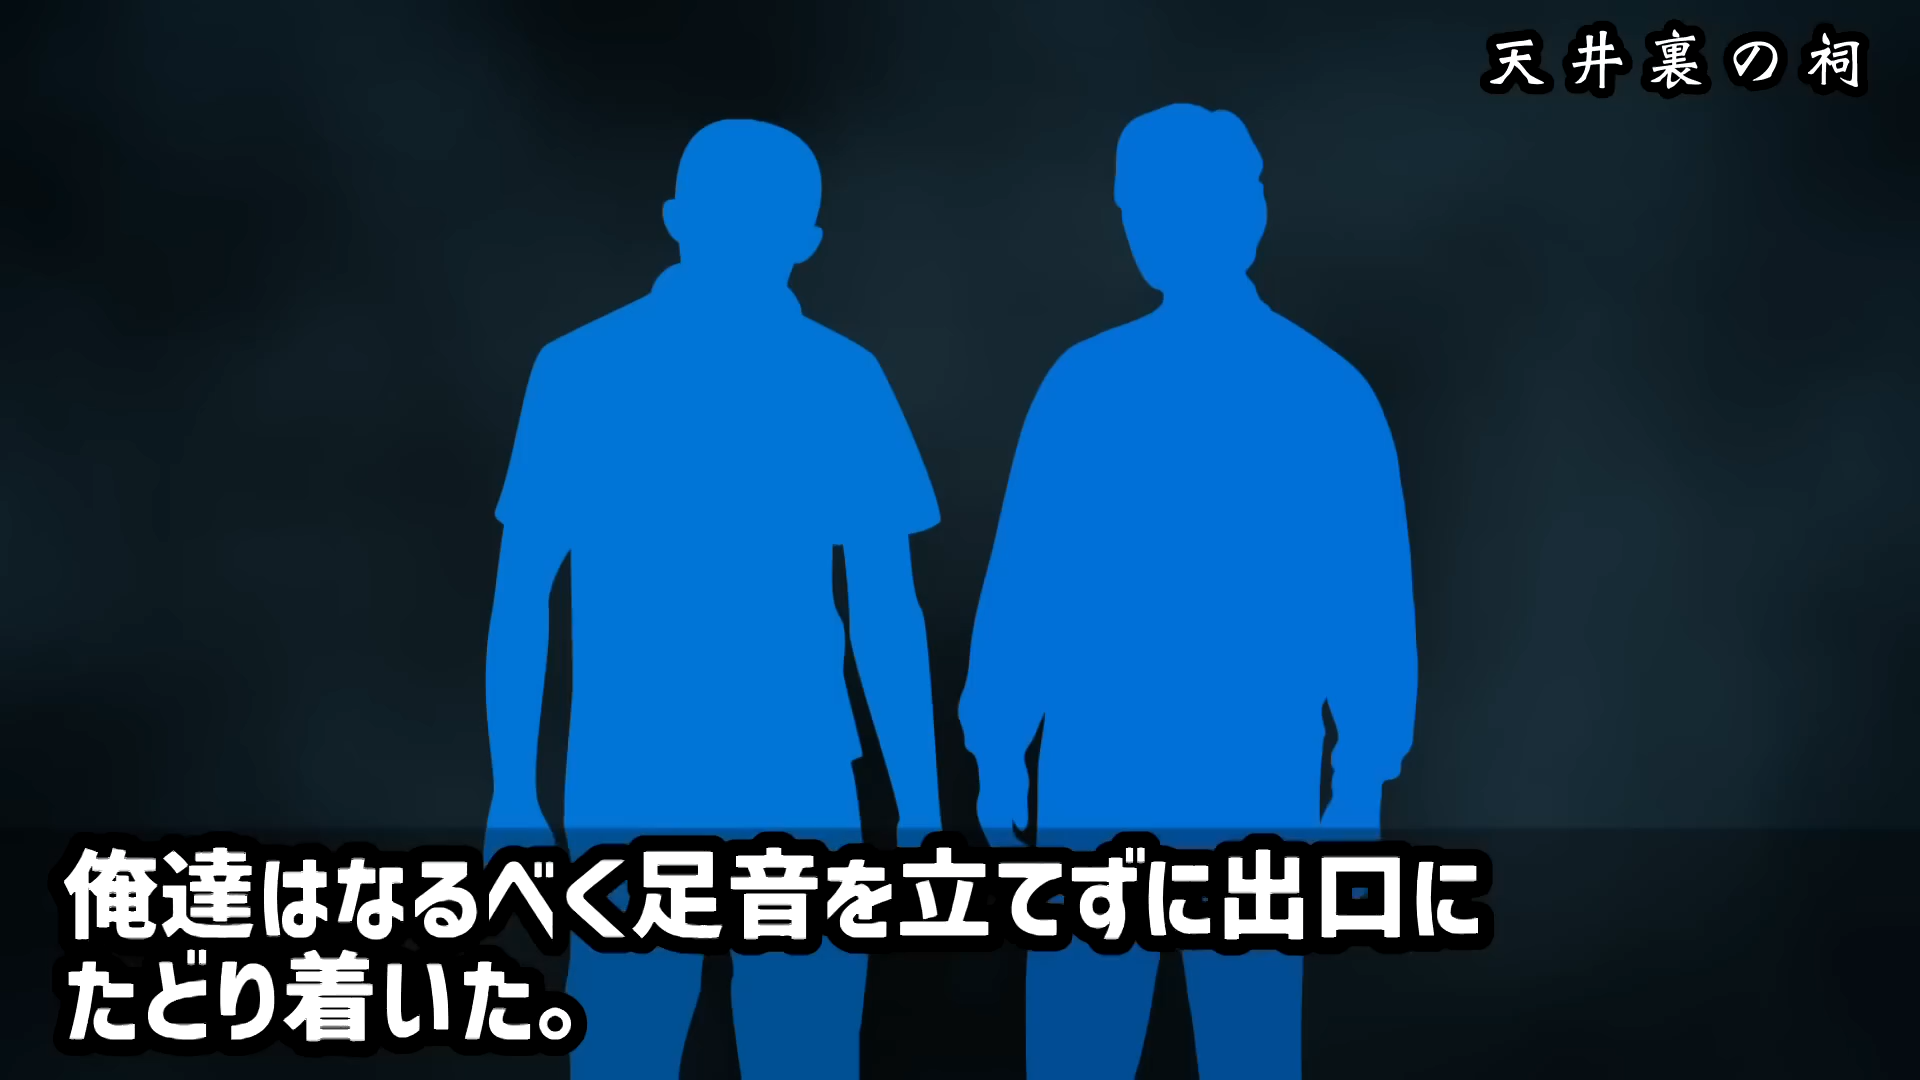 天井裏の祠
俺達はなるべく足音を立てずに出口に
たどり着いた。